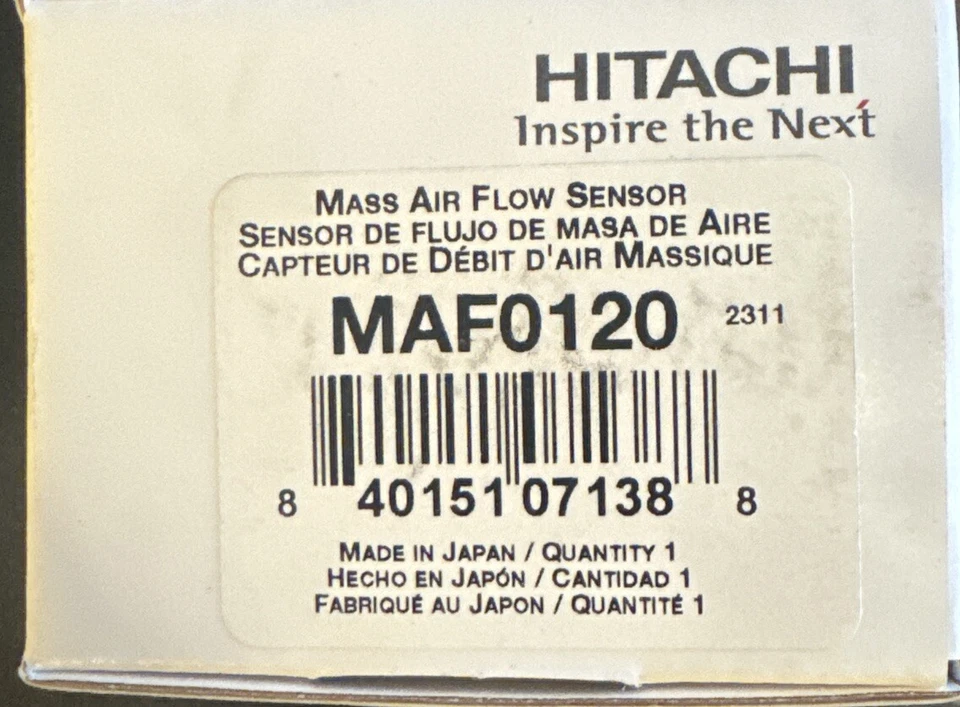 HITACHI
Inspire the Next
MASS AIR FLOW SENSOR
SENSOR DE FLUJO DE MASA DE AIRE
CAPTEUR DE DÉBIT D'AIR MASSIQUE
MAF0120 2311
8 40151 07138 8
MADE IN JAPAN / QUANTITY 1
HECHO EN JAPÓN / CANTIDAD 1
FABRIQUÉ AU JAPON / QUANTITÉ 1